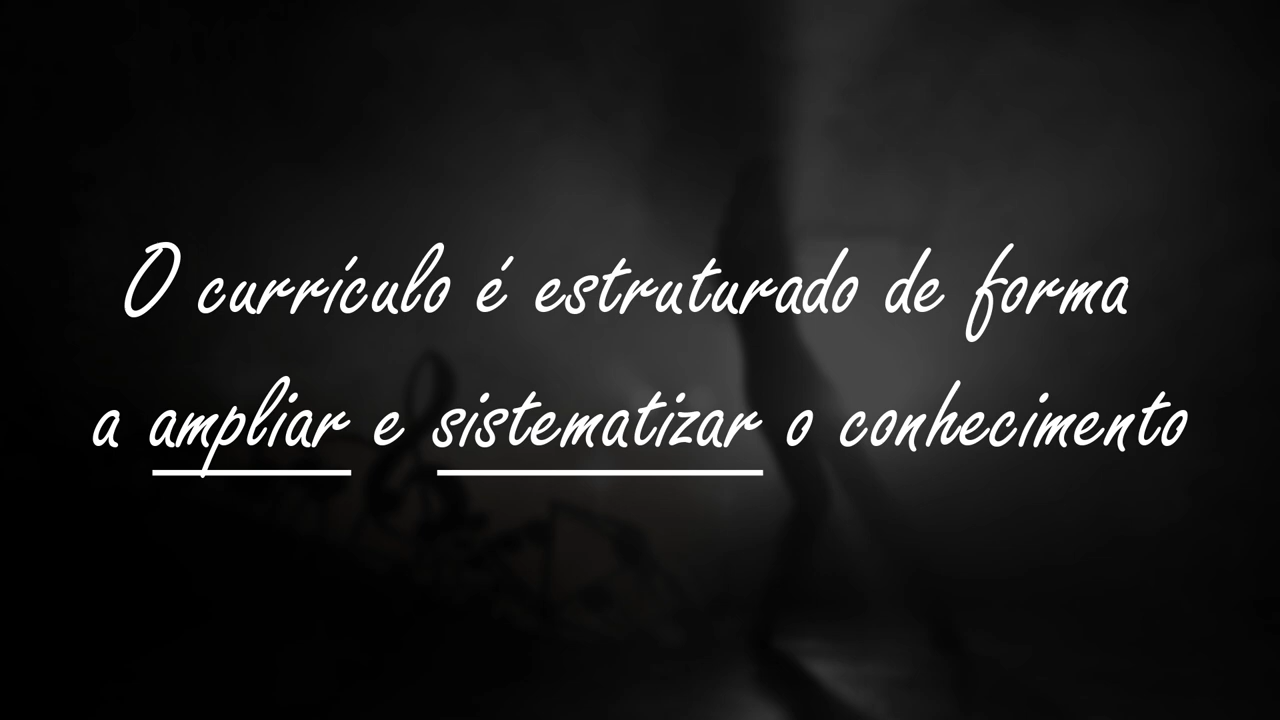 O currículo é estruturado de forma
a ampliar e sistematizar o conhecimento